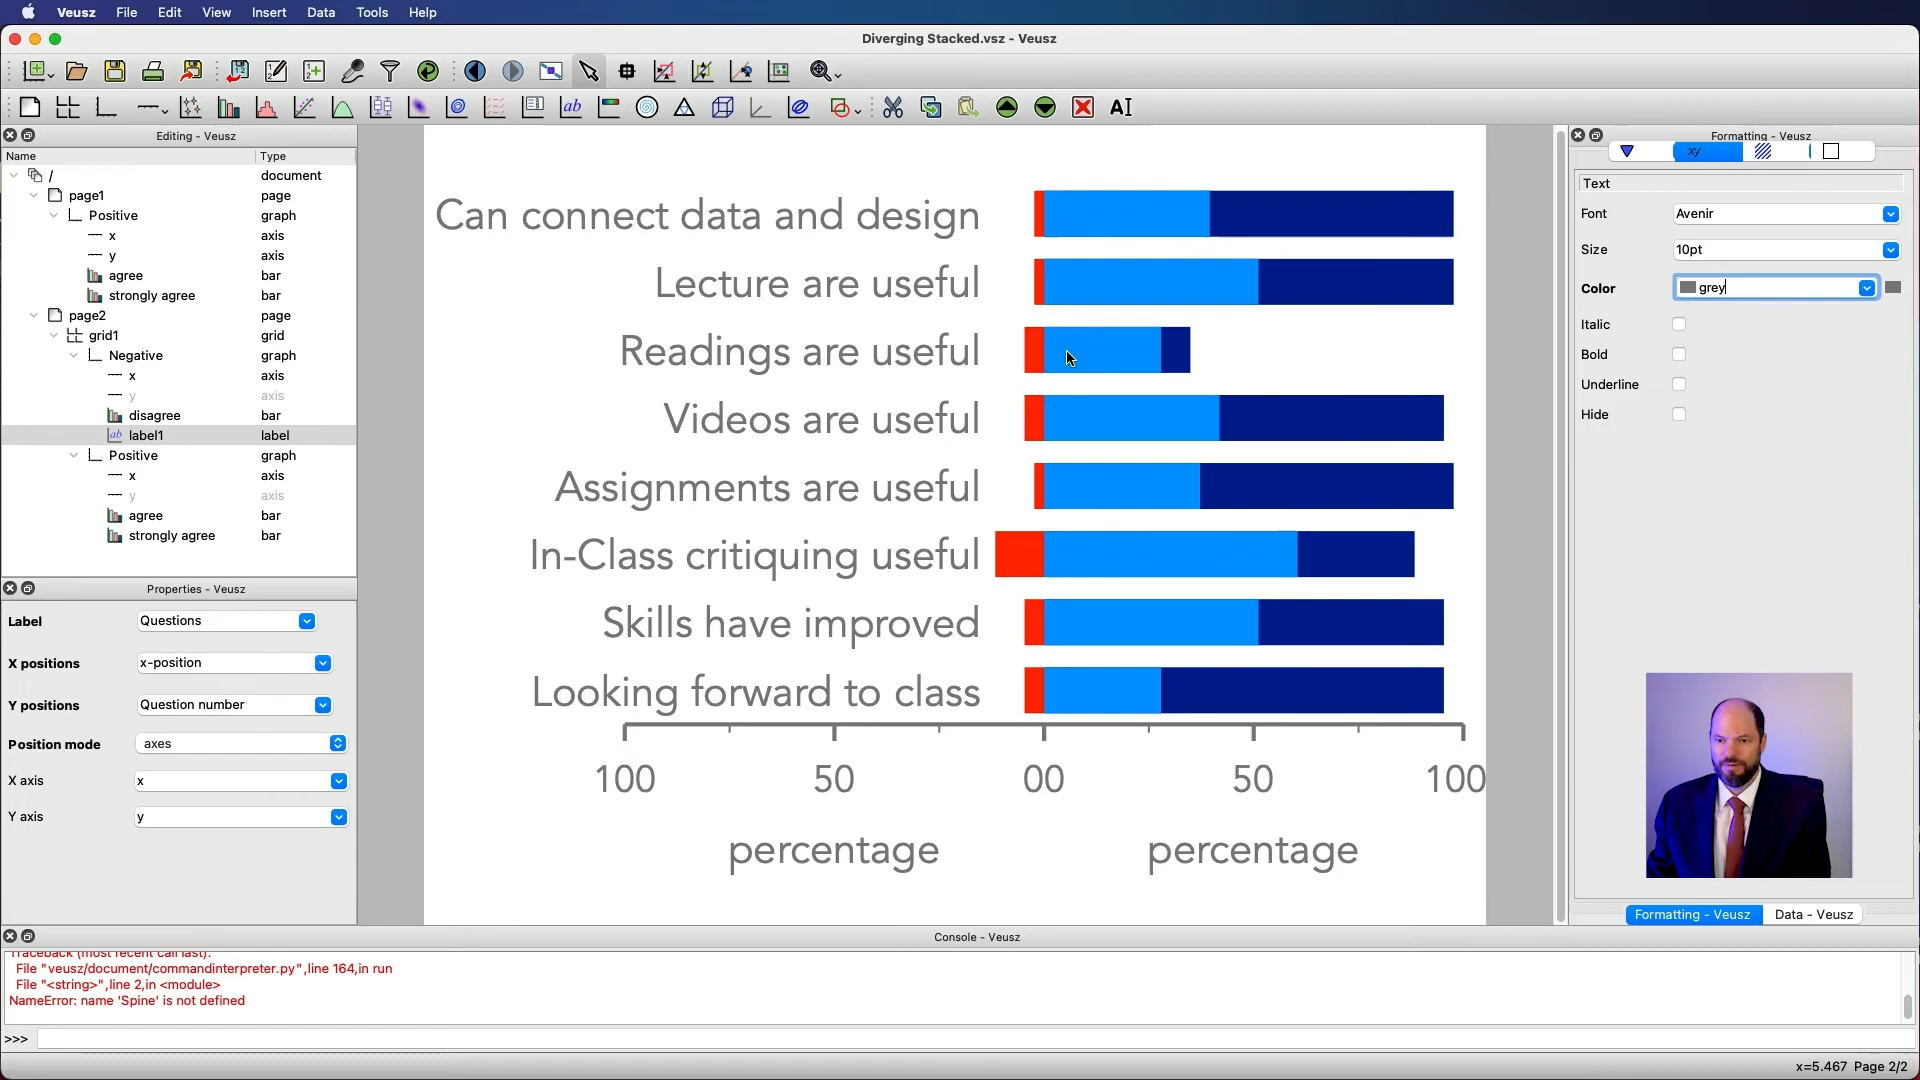 Veusz File Edit View Insert Data Tools Help
Diverging Stacked.vsz - Veusz
Editing - Veusz
Name Type
/ document
page1 page
Positive graph
x axis
y axis
agree bar
strongly agree bar
page2 page
grid1 grid
Negative graph
x axis
y axis
disagree bar
label1 label
Positive graph
x axis
y axis
agree bar
strongly agree bar
Properties - Veusz
Label Questions
X positions x-position
Y positions Question number
Position mode axes
X axis x
Y axis y
Can connect data and design
Lecture are useful
Readings are useful
Videos are useful
Assignments are useful
In-Class critiquing useful
Skills have improved
Looking forward to class
100 50 00 50 100
percentage percentage
Formatting - Veusz
xy
Text
Font Avenir
Size 10pt
Color grey
Italic
Bold
Underline
Hide
Formatting - Veusz Data - Veusz
Console - Veusz
Traceback (most recent call last):
File "veusz/document/commandinterpreter.py",line 164,in run
File "<string>",line 2,in <module>
NameError: name 'Spine' is not defined
>>>
x=5.467 Page 2/2